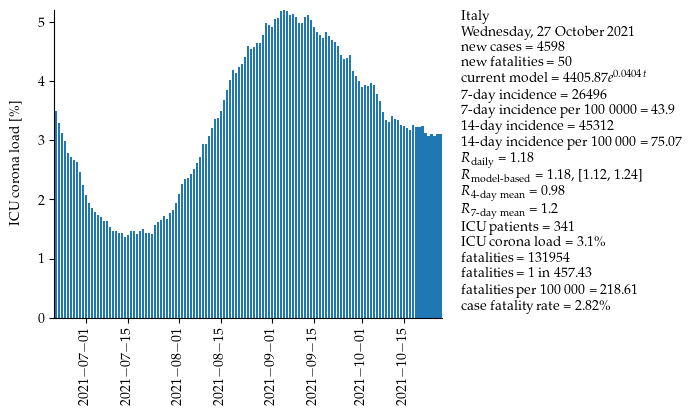 Italy
Wednesday, 27 October 2021
new cases = 4598
new fatalities = 50
current model = 4405.87e^0.0404 t
7-day incidence = 26496
7-day incidence per 100 0000 = 43.9
14-day incidence = 45312
14-day incidence per 100 000 = 75.07
R_daily = 1.18
R_model-based = 1.18, [1.12, 1.24]
R_4-day mean = 0.98
R_7-day mean = 1.2
ICU patients = 341
ICU corona load = 3.1%
fatalities = 131954
fatalities = 1 in 457.43
fatalities per 100 000 = 218.61
case fatality rate = 2.82%
ICU corona load [%]
5
4
3
2
1
0
2021−07−01
2021−07−15
2021−08−01
2021−08−15
2021−09−01
2021−09−15
2021−10−01
2021−10−15